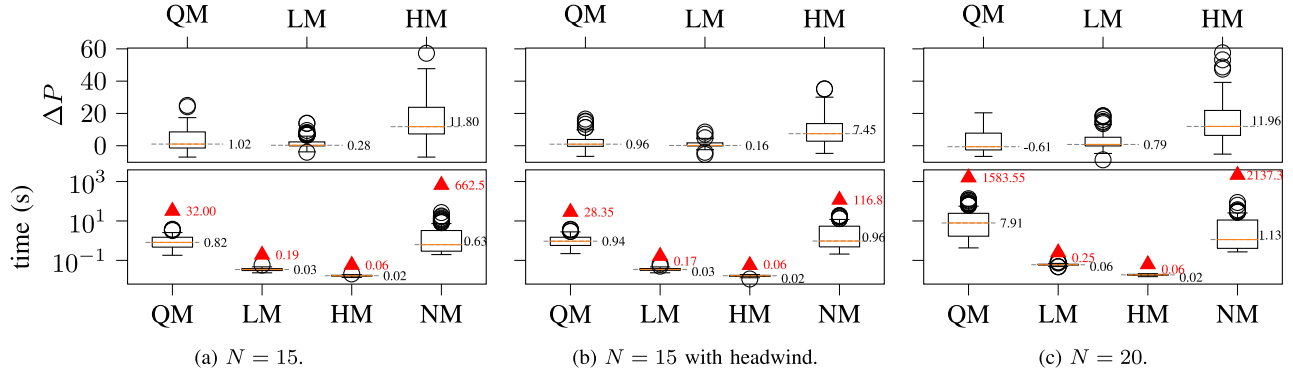 QM LM HM QM LM HM QM LM HM
60
40
20
0
ΔP
1.02 0.28 11.80 0.96 0.16 7.45 -0.61 0.79 11.96
10³
10¹
10⁻¹
time (s)
32.00 0.82 0.19 0.03 0.06 0.02 662.5 0.63
28.35 0.94 0.17 0.03 0.06 0.02 116.8 0.96
1583.55 7.91 0.25 0.06 0.06 0.02 2137.3 1.13
QM LM HM NM QM LM HM NM QM LM HM NM
(a) N = 15. (b) N = 15 with headwind. (c) N = 20.